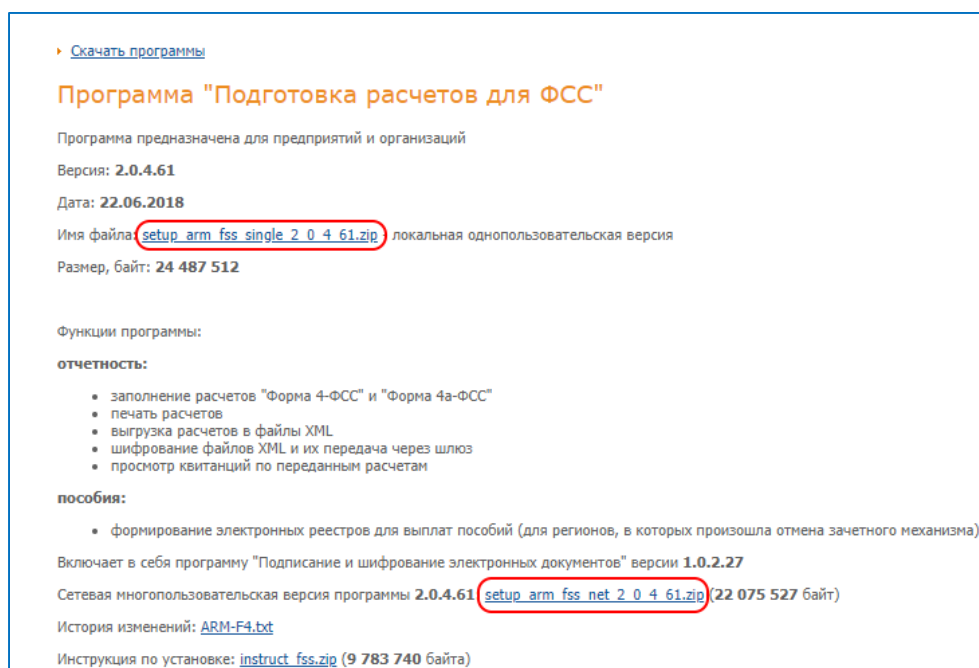 Скачать программы
Программа "Подготовка расчетов для ФСС"
Программа предназначена для предприятий и организаций
Версия: 2.0.4.61
Дата: 22.06.2018
Имя файла: setup_arm_fss_single_2_0_4_61.zip - локальная однопользовательская версия
Размер, байт: 24 487 512
Функции программы:
отчетность:
• заполнение расчетов "Форма 4-ФСС" и "Форма 4а-ФСС"
• печать расчетов
• выгрузка расчетов в файлы XML
• шифрование файлов XML и их передача через шлюз
• просмотр квитанций по переданным расчетам
пособия:
• формирование электронных реестров для выплат пособий (для регионов, в которых произошла отмена зачетного механизма)
Включает в себя программу "Подписание и шифрование электронных документов" версии 1.0.2.27
Сетевая многопользовательская версия программы 2.0.4.61 setup_arm_fss_net_2_0_4_61.zip (22 075 527 байт)
История изменений: ARM-F4.txt
Инструкция по установке: instruct_fss.zip (9 783 740 байта)